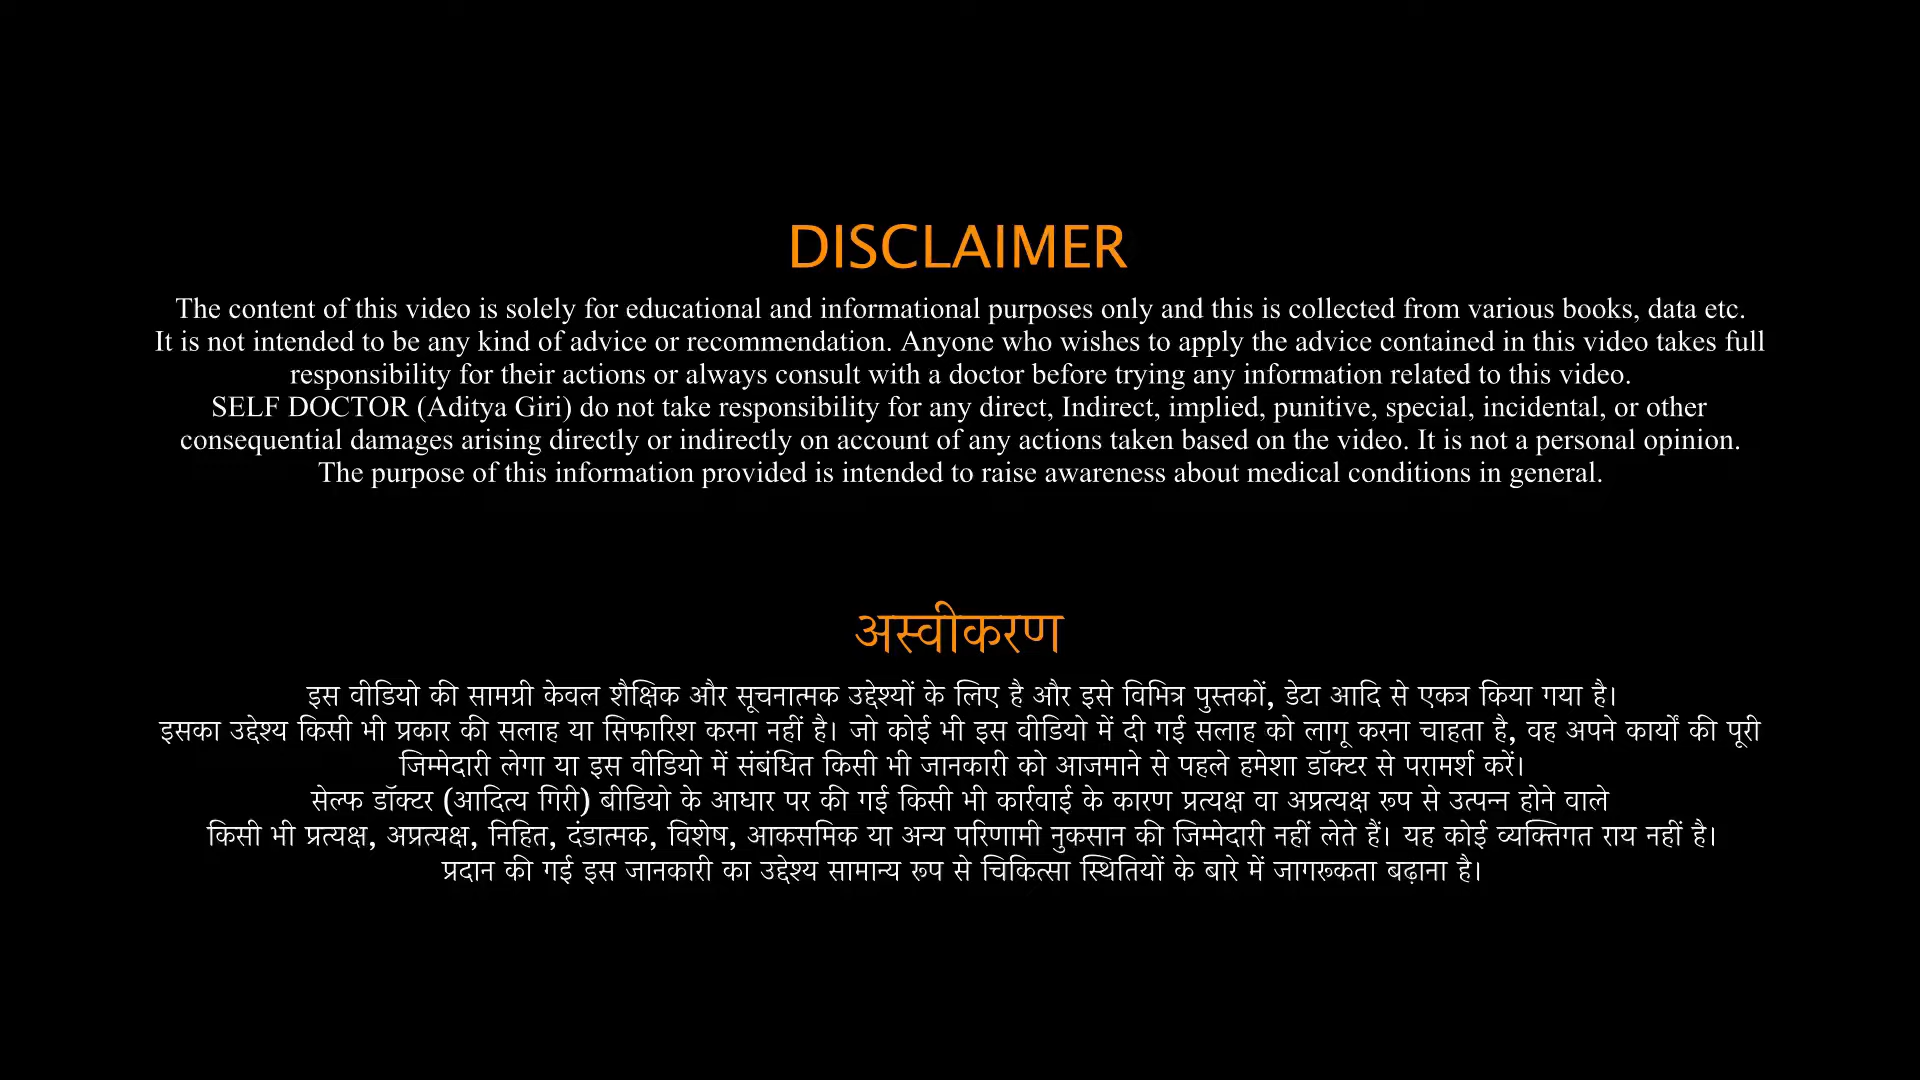 DISCLAIMER
The content of this video is solely for educational and informational purposes only and this is collected from various books, data etc.
It is not intended to be any kind of advice or recommendation. Anyone who wishes to apply the advice contained in this video takes full
responsibility for their actions or always consult with a doctor before trying any information related to this video.
SELF DOCTOR (Aditya Giri) do not take responsibility for any direct, Indirect, implied, punitive, special, incidental, or other
consequential damages arising directly or indirectly on account of any actions taken based on the video. It is not a personal opinion.
The purpose of this information provided is intended to raise awareness about medical conditions in general.
अस्वीकरण
इस वीडियो की सामग्री केवल शैक्षिक और सूचनात्मक उद्देश्यों के लिए है और इसे विभिन्न पुस्तकों, डेटा आदि से एकत्र किया गया है।
इसका उद्देश्य किसी भी प्रकार की सलाह या सिफारिश करना नहीं है। जो कोई भी इस वीडियो में दी गई सलाह को लागू करना चाहता है, वह अपने कार्यों की पूरी
जिम्मेदारी लेगा या इस वीडियो में संबंधित किसी भी जानकारी को आजमाने से पहले हमेशा डॉक्टर से परामर्श करें।
सेल्फ डॉक्टर (आदित्य गिरी) बीडियो के आधार पर की गई किसी भी कार्रवाई के कारण प्रत्यक्ष वा अप्रत्यक्ष रूप से उत्पन्न होने वाले
किसी भी प्रत्यक्ष, अप्रत्यक्ष, निहित, दंडात्मक, विशेष, आकसमिक या अन्य परिणामी नुकसान की जिम्मेदारी नहीं लेते हैं। यह कोई व्यक्तिगत राय नहीं है।
प्रदान की गई इस जानकारी का उद्देश्य सामान्य रूप से चिकित्सा स्थितियों के बारे में जागरूकता बढ़ाना है।